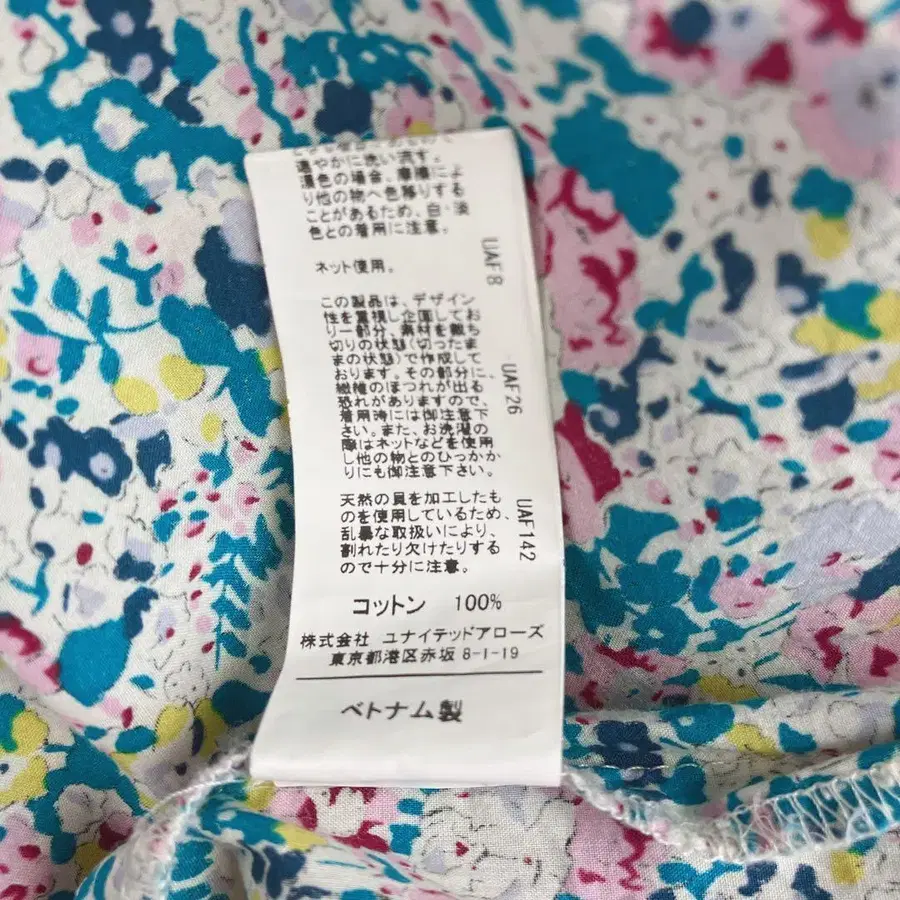 速やかに洗い流す。
濃色の場合、摩擦によ
り他の物へ色移りする
ことがあるため、白・淡
色との着用に注意。
UAF8
ネット使用。
この製品は、デザイン
性を重視し企画してお
り一部分、素材を裁ち
切りの状態(切ったま
まの状態)で作成して
おります。その部分に、
繊維のほつれが出る
恐れがありますので、
着用時には御注意下
さい。また、お洗濯の
際はネットなどを使用
し他の物とのひっかか
りにも御注意下さい。
UAF26
天然の貝を加工したも
のを使用しているため、
乱暴な取扱いにより、
割れたり欠けたりする
ので十分に注意。
UAF142
コットン 100%
株式会社 ユナイテッドアローズ
東京都港区赤坂 8-1-19
ベトナム製